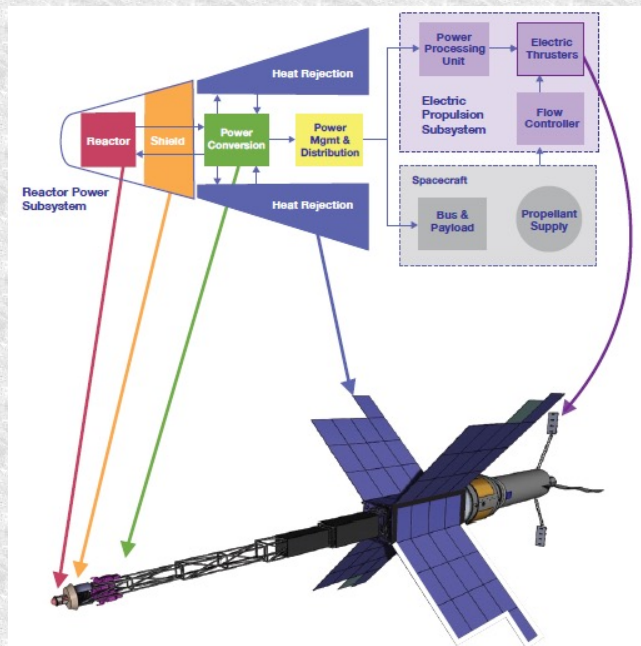 Heat Rejection
Power
Processing
Unit
Electric
Thrusters
Electric
Propulsion
Subsystem
Flow
Controller
Reactor
Shield
Power
Conversion
Power
Mgmt &
Distribution
Reactor Power
Subsystem
Heat Rejection
Spacecraft
Bus &
Payload
Propellant
Supply